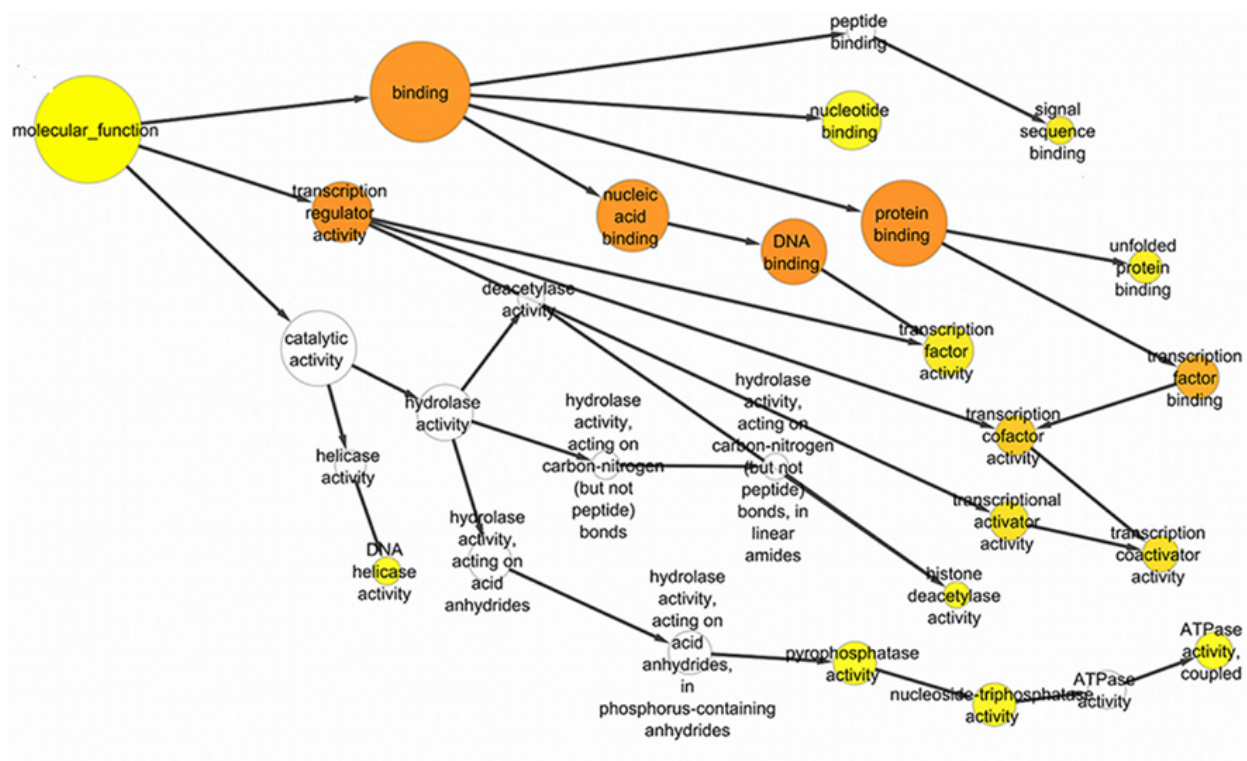 peptide
binding
binding
molecular_function
nucleotide
binding
signal
sequence
binding
transcription
regulator
activity
nucleic
acid
binding
protein
binding
DNA
binding
unfolded
protein
binding
deacetylase
activity
catalytic
activity
transcription
factor
activity
transcription
factor
binding
hydrolase
activity
hydrolase
activity,
acting on
carbon-nitrogen
(but not
peptide)
bonds
hydrolase
activity,
acting on
carbon-nitrogen
(but not
peptide)
bonds, in
linear
amides
transcription
cofactor
activity
helicase
activity
transcriptional
activator
activity
transcription
coactivator
activity
DNA
helicase
activity
hydrolase
activity,
acting on
acid
anhydrides
histone
deacetylase
activity
hydrolase
activity,
acting on
acid
anhydrides,
in
phosphorus-containing
anhydrides
pyrophosphatase
activity
nucleoside-triphosphatase
activity
ATPase
activity
ATPase
activity,
coupled